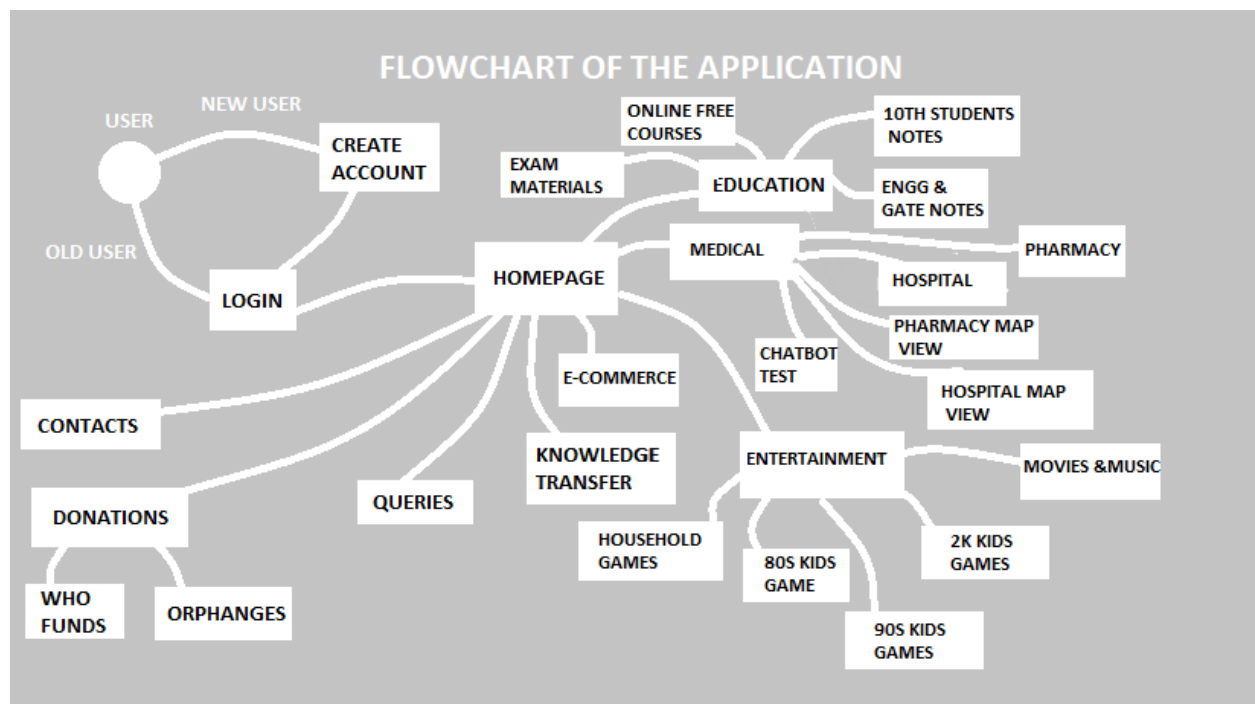 FLOWCHART OF THE APPLICATION
NEW USER
USER
CREATE
ACCOUNT
OLD USER
LOGIN
HOMEPAGE
ONLINE FREE
COURSES
10TH STUDENTS
NOTES
EXAM
MATERIALS
EDUCATION
ENGG &
GATE NOTES
MEDICAL
PHARMACY
HOSPITAL
PHARMACY MAP
VIEW
CHATBOT
TEST
HOSPITAL MAP
VIEW
E-COMMERCE
CONTACTS
KNOWLEDGE
TRANSFER
ENTERTAINMENT
MOVIES &MUSIC
QUERIES
DONATIONS
HOUSEHOLD
GAMES
80S KIDS
GAME
2K KIDS
GAMES
WHO
FUNDS
ORPHANGES
90S KIDS
GAMES